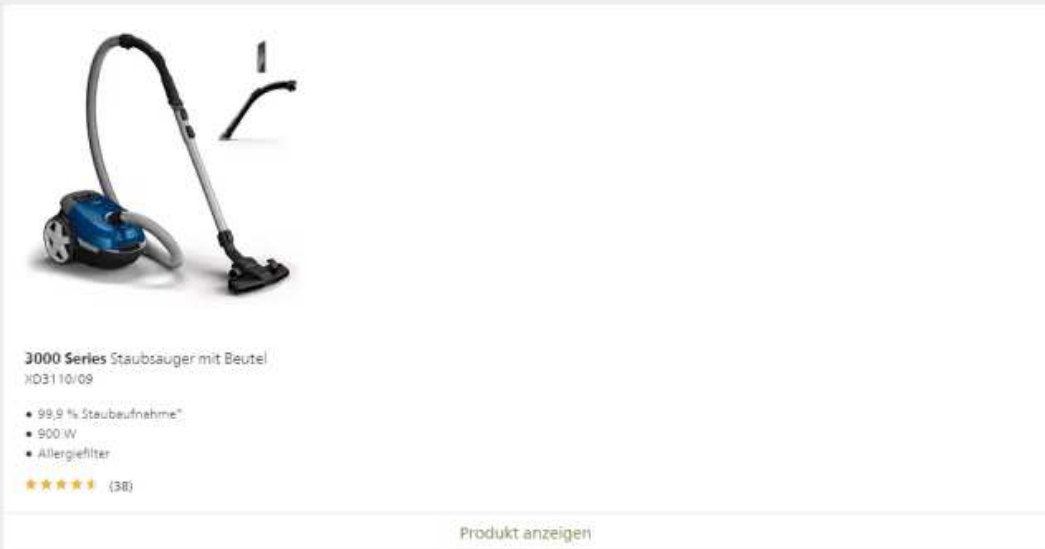 3000 Series Staubsauger mit Beutel
XD3110/09
• 99,9 % Staubaufnahme*
• 900 W
• Allergiefilter
(38)
Produkt anzeigen